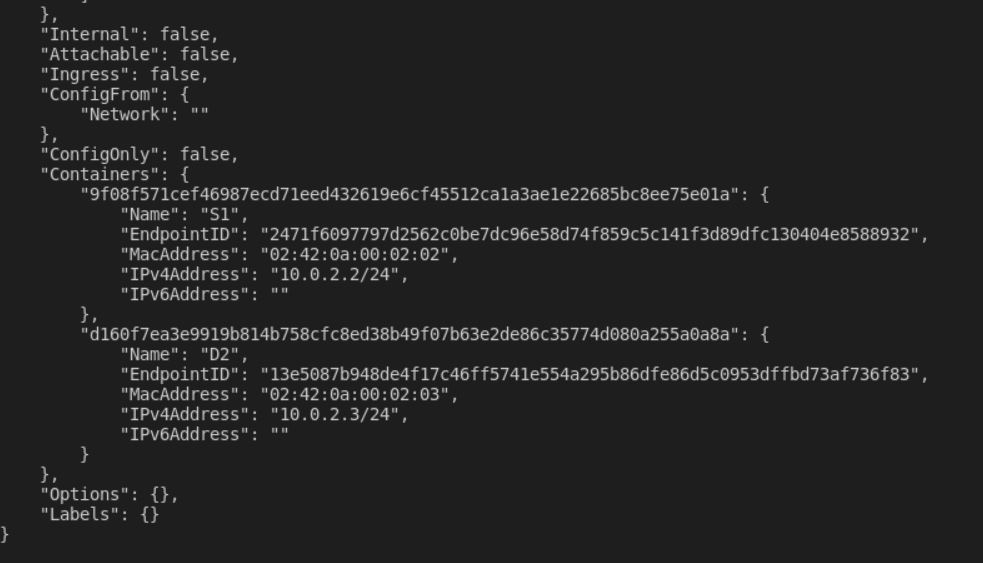 },
    "Internal": false,
    "Attachable": false,
    "Ingress": false,
    "ConfigFrom": {
        "Network": ""
    },
    "ConfigOnly": false,
    "Containers": {
        "9f08f571cef46987ecd71eed432619e6cf45512ca1a3ae1e22685bc8ee75e01a": {
            "Name": "S1",
            "EndpointID": "2471f6097797d2562c0be7dc96e58d74f859c5c141f3d89dfc130404e8588932",
            "MacAddress": "02:42:0a:00:02:02",
            "IPv4Address": "10.0.2.2/24",
            "IPv6Address": ""
        },
        "d160f7ea3e9919b814b758cfc8ed38b49f07b63e2de86c35774d080a255a0a8a": {
            "Name": "D2",
            "EndpointID": "13e5087b948de4f17c46ff5741e554a295b86dfe86d5c0953dffbd73af736f83",
            "MacAddress": "02:42:0a:00:02:03",
            "IPv4Address": "10.0.2.3/24",
            "IPv6Address": ""
        }
    },
    "Options": {},
    "Labels": {}
}